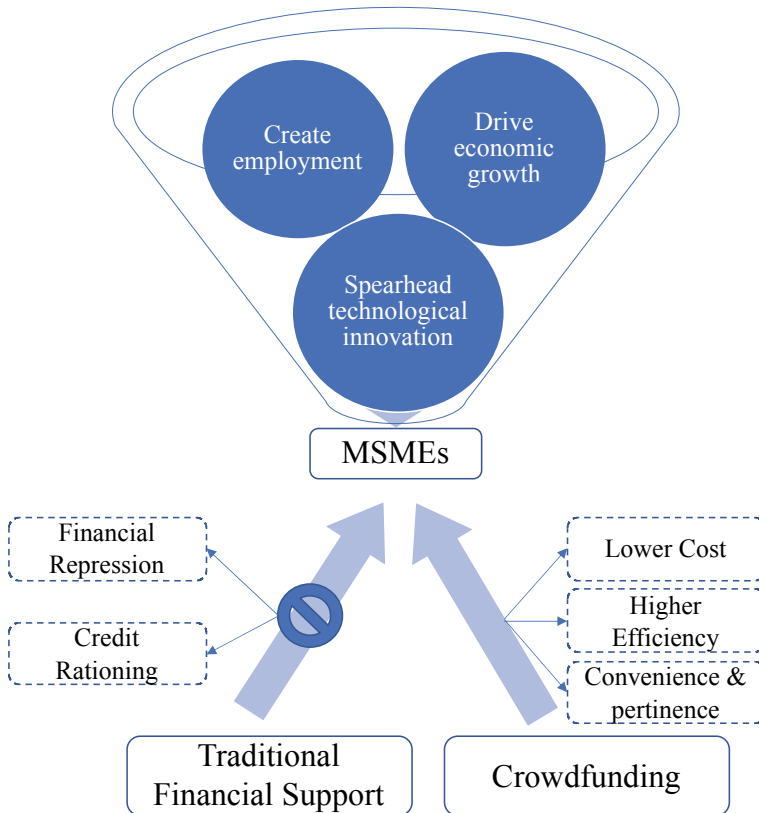 Create
employment
Drive
economic
growth
Spearhead
technological
innovation
MSMEs
Financial
Repression
Credit
Rationing
Lower Cost
Higher
Efficiency
Convenience &
pertinence
Traditional
Financial Support
Crowdfunding